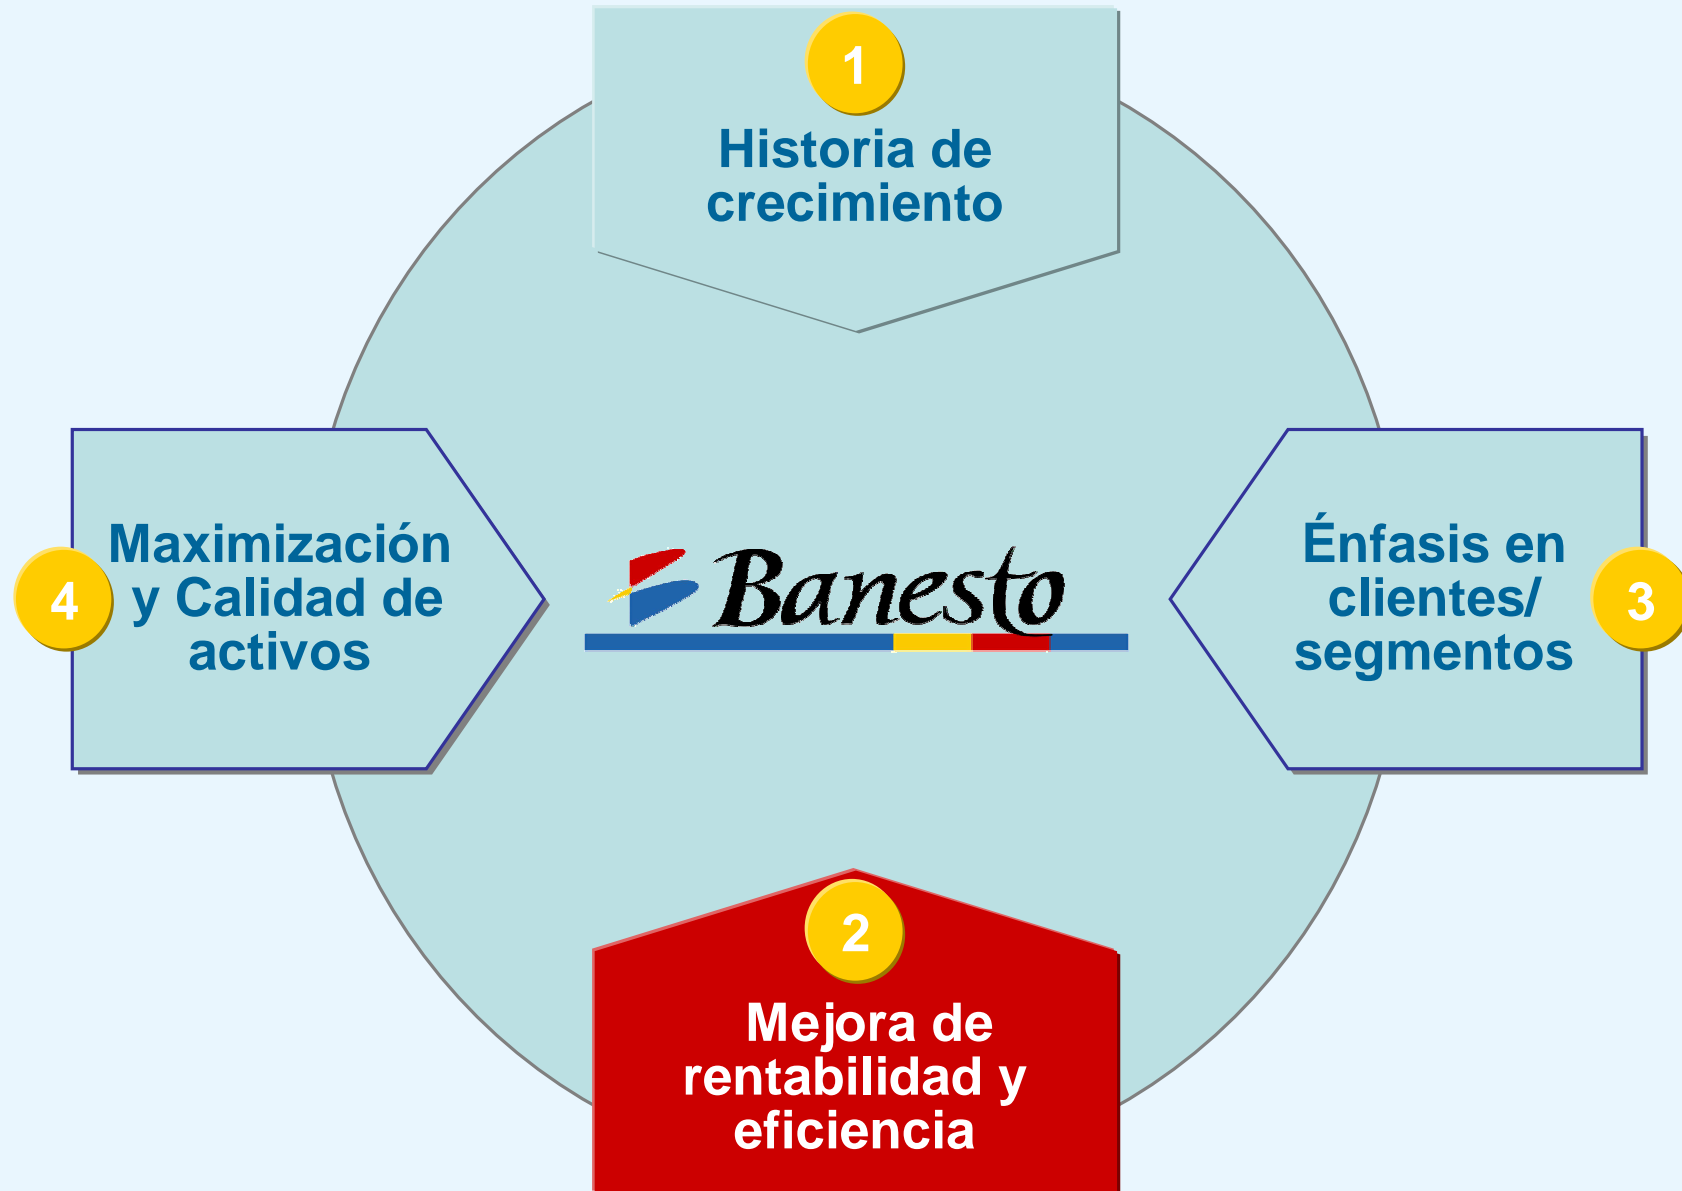 1
Historia de
crecimiento
4
Maximización
y Calidad de
activos
Banesto
Énfasis en
clientes/
segmentos
3
2
Mejora de
rentabilidad y
eficiencia